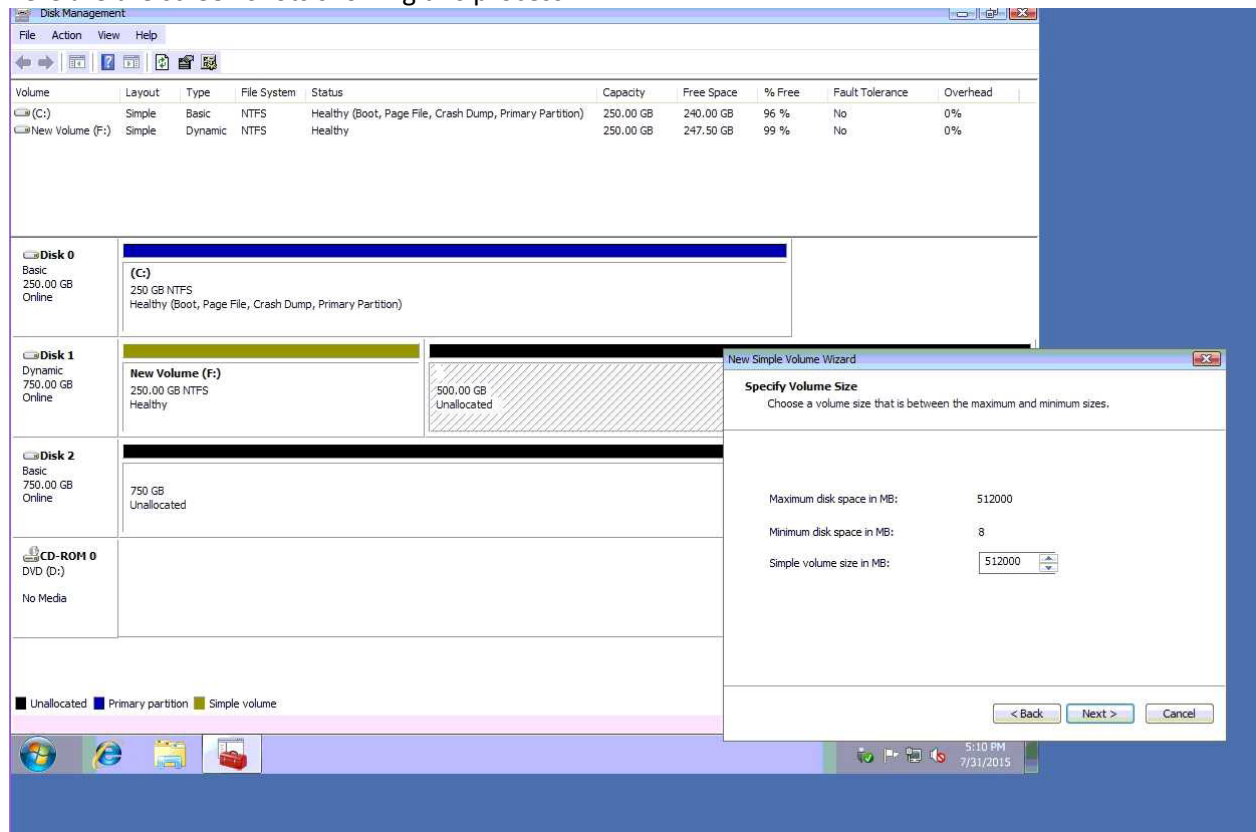 Disk Management
File Action View Help
Volume Layout Type File System Status Capacity Free Space % Free Fault Tolerance Overhead
(C:) Simple Basic NTFS Healthy (Boot, Page File, Crash Dump, Primary Partition) 250.00 GB 240.00 GB 96 % No 0%
New Volume (F:) Simple Dynamic NTFS Healthy 250.00 GB 247.50 GB 99 % No 0%
Disk 0
Basic
250.00 GB
Online
(C:)
250 GB NTFS
Healthy (Boot, Page File, Crash Dump, Primary Partition)
Disk 1
Dynamic
750.00 GB
Online
New Volume (F:)
250.00 GB NTFS
Healthy
500.00 GB
Unallocated
Disk 2
Basic
750.00 GB
Online
750 GB
Unallocated
CD-ROM 0
DVD (D:)
No Media
Unallocated Primary partition Simple volume
New Simple Volume Wizard
Specify Volume Size
Choose a volume size that is between the maximum and minimum sizes.
Maximum disk space in MB: 512000
Minimum disk space in MB: 8
Simple volume size in MB: 512000
< Back Next > Cancel
5:10 PM
7/31/2015